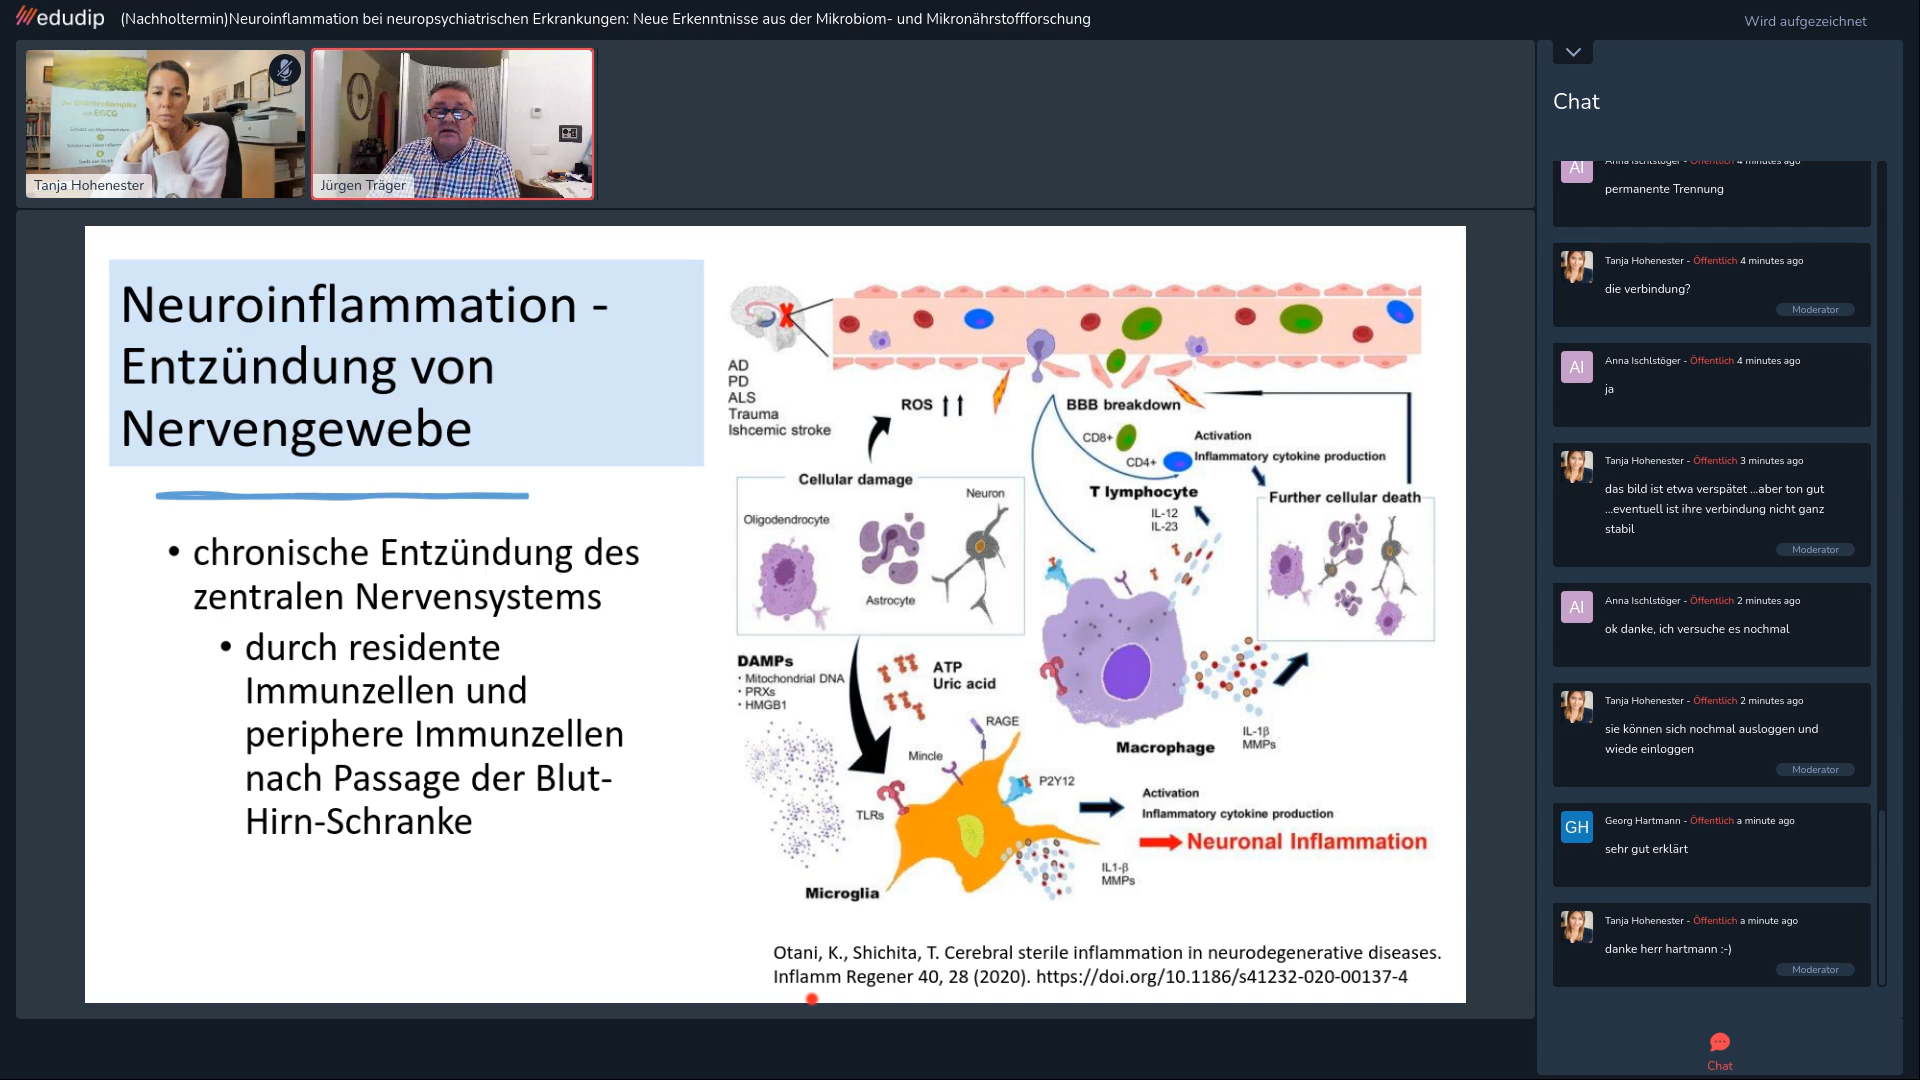 edudip
(Nachholtermin)Neuroinflammation bei neuropsychiatrischen Erkrankungen: Neue Erkenntnisse aus der Mikrobiom- und Mikronährstoffforschung
Wird aufgezeichnet
Grünteekomplex
EGCG
Tanja Hohenester
Jürgen Träger
Neuroinflammation -
Entzündung von
Nervengewebe
• chronische Entzündung des
zentralen Nervensystems
• durch residente
Immunzellen und
periphere Immunzellen
nach Passage der Blut-
Hirn-Schranke
AD
PD
ALS
Trauma
Ishcemic stroke
ROS
BBB breakdown
CD8+
CD4+
Activation
Inflammatory cytokine production
Cellular damage
Neuron
Oligodendrocyte
Astrocyte
T lymphocyte
IL-12
IL-23
Further cellular death
DAMPs
· Mitochondrial DNA
· PRXs
· HMGB1
ATP
Uric acid
RAGE
Mincle
P2Y12
TLRs
Macrophage
IL-1β
MMPs
Activation
Inflammatory cytokine production
Neuronal Inflammation
IL1-β
MMPs
Microglia
Otani, K., Shichita, T. Cerebral sterile inflammation in neurodegenerative diseases.
Inflamm Regener 40, 28 (2020). https://doi.org/10.1186/s41232-020-00137-4
Chat
AI
Anna Ischlstöger - Öffentlich 4 minutes ago
permanente Trennung
Tanja Hohenester - Öffentlich 4 minutes ago
die verbindung?
Moderator
AI
Anna Ischlstöger - Öffentlich 4 minutes ago
ja
Tanja Hohenester - Öffentlich 3 minutes ago
das bild ist etwa verspätet ...aber ton gut
...eventuell ist ihre verbindung nicht ganz
stabil
Moderator
AI
Anna Ischlstöger - Öffentlich 2 minutes ago
ok danke, ich versuche es nochmal
Tanja Hohenester - Öffentlich 2 minutes ago
sie können sich nochmal ausloggen und
wiede einloggen
Moderator
GH
Georg Hartmann - Öffentlich a minute ago
sehr gut erklärt
Tanja Hohenester - Öffentlich a minute ago
danke herr hartmann :-)
Moderator
Chat